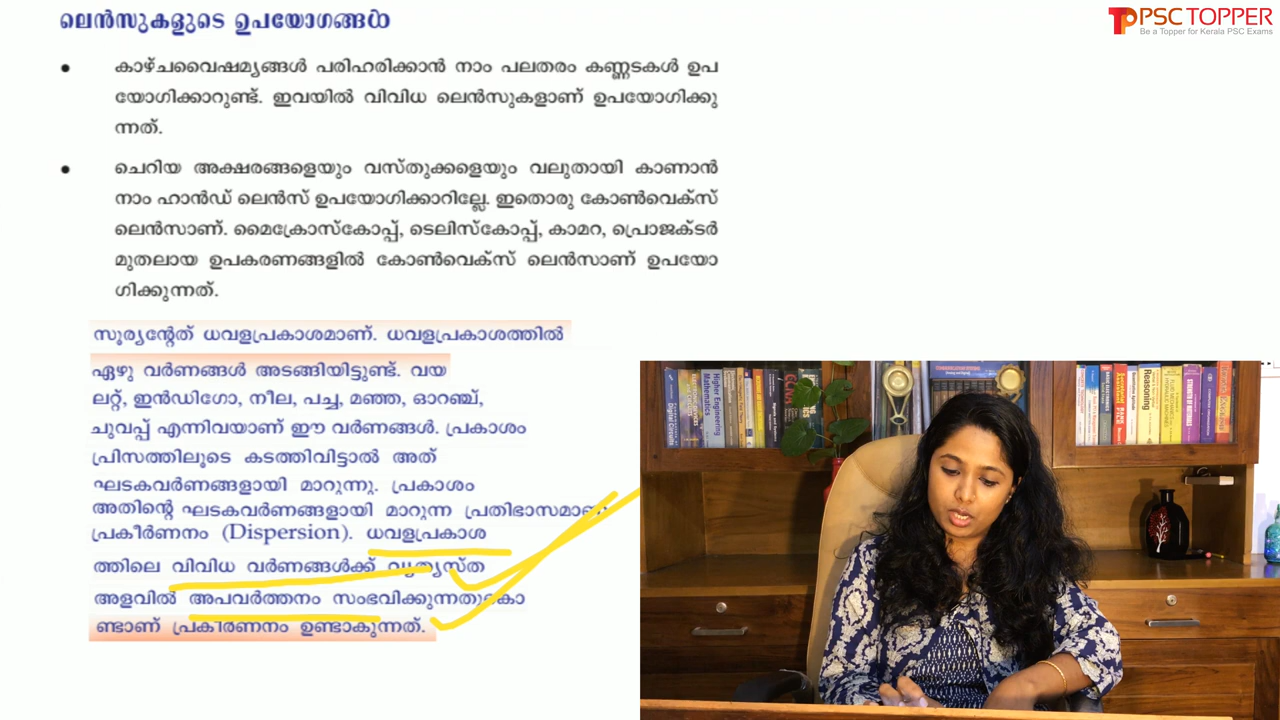 ലെൻസുകളുടെ ഉപയോഗങ്ങൾ
PSC TOPPER
Be a Topper for Kerala PSC Exams
• കാഴ്ചവൈഷമ്യങ്ങൾ പരിഹരിക്കാൻ നാം പലതരം കണ്ണടകൾ ഉപ
യോഗിക്കാറുണ്ട്. ഇവയിൽ വിവിധ ലെൻസുകളാണ് ഉപയോഗിക്കു
ന്നത്.
• ചെറിയ അക്ഷരങ്ങളെയും വസ്തുക്കളെയും വലുതായി കാണാൻ
നാം ഹാൻഡ് ലെൻസ് ഉപയോഗിക്കാറില്ലേ. ഇതൊരു കോൺവെക്സ്
ലെൻസാണ്. മൈക്രോസ്കോപ്പ്, ടെലിസ്കോപ്പ്, കാമറ, പ്രൊജക്ടർ
മുതലായ ഉപകരണങ്ങളിൽ കോൺവെക്സ് ലെൻസാണ് ഉപയോ
ഗിക്കുന്നത്.
സൂര്യന്റേത് ധവളപ്രകാശമാണ്. ധവളപ്രകാശത്തിൽ
ഏഴു വർണങ്ങൾ അടങ്ങിയിട്ടുണ്ട്. വയ
ലറ്റ്, ഇൻഡിഗോ, നീല, പച്ച, മഞ്ഞ, ഓറഞ്ച്,
ചുവപ്പ് എന്നിവയാണ് ഈ വർണങ്ങൾ. പ്രകാശം
പ്രിസത്തിലൂടെ കടത്തിവിട്ടാൽ അത്
ഘടകവർണങ്ങളായി മാറുന്നു. പ്രകാശം
അതിന്റെ ഘടകവർണങ്ങളായി മാറുന്ന പ്രതിഭാസമാണ്
പ്രകീർണനം (Dispersion). ധവളപ്രകാശ
ത്തിലെ വിവിധ വർണങ്ങൾക്ക് വ്യത്യസ്ത
അളവിൽ അപവർത്തനം സംഭവിക്കുന്നതുകൊ
ണ്ടാണ് പ്രകീർണനം ഉണ്ടാകുന്നത്.
Higher Engineering Mathematics
Reasoning